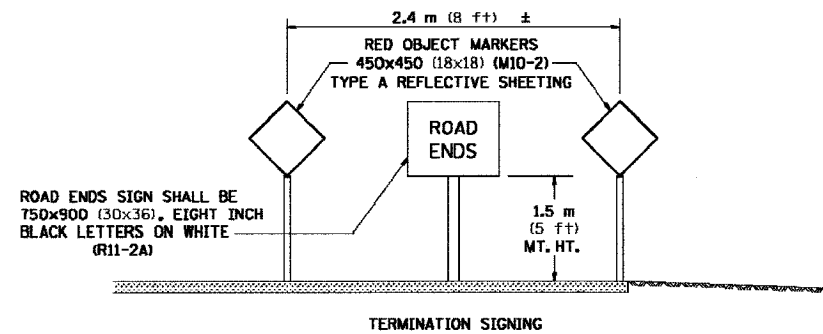 2.4 m (8 ft) ±
RED OBJECT MARKERS
450x450 (18x18) (M10-2)
TYPE A REFLECTIVE SHEETING
ROAD
ENDS
ROAD ENDS SIGN SHALL BE
750x900 (30x36), EIGHT INCH
BLACK LETTERS ON WHITE
(R11-2A)
1.5 m
(5 ft)
MT. HT.
TERMINATION SIGNING